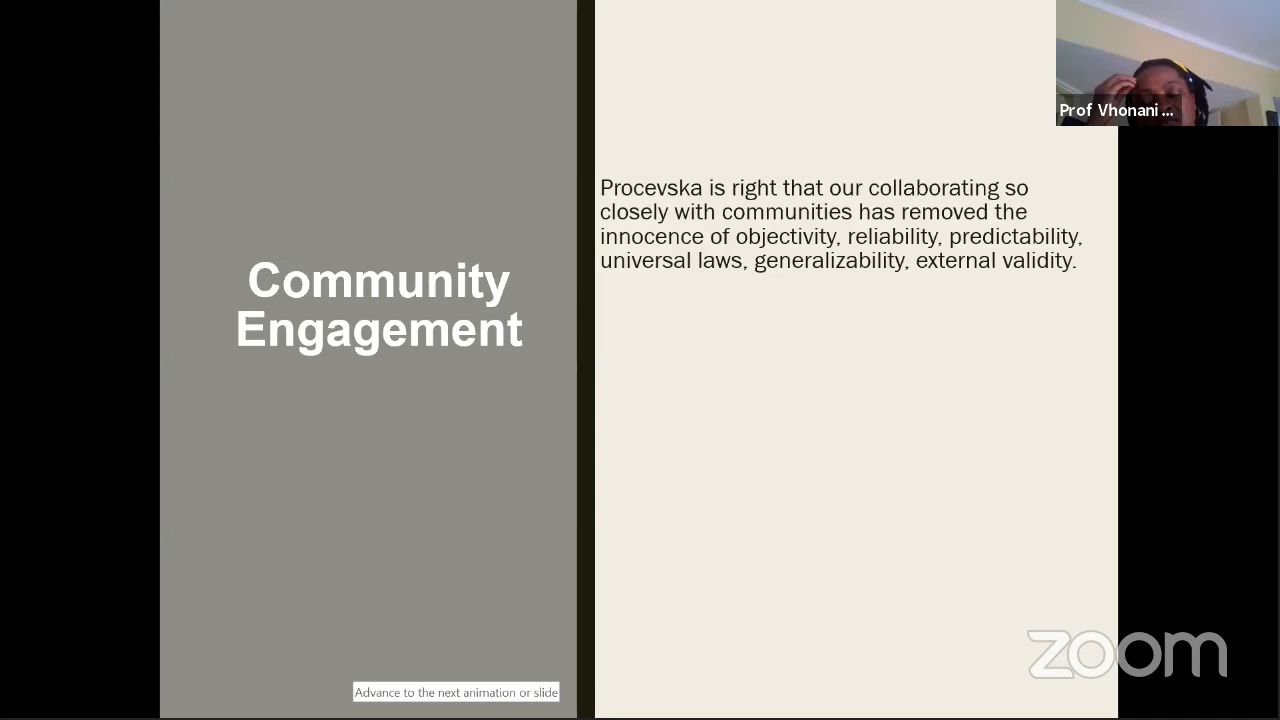 Prof Vhonani ...
Procevska is right that our collaborating so
closely with communities has removed the
innocence of objectivity, reliability, predictability,
universal laws, generalizability, external validity.
Community
Engagement
zoom
Advance to the next animation or slide